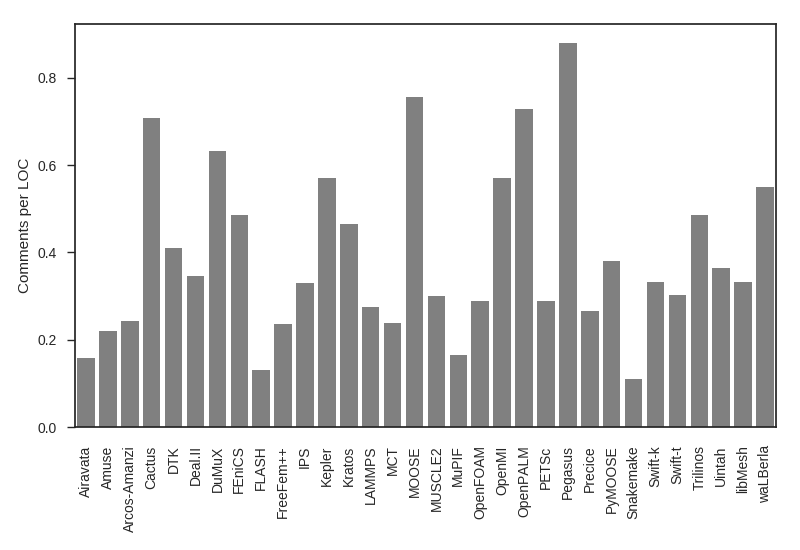 0.8
0.6
0.4
0.2
0.0
Comments per LOC
Airavata
Amuse
Arcos-Amanzi
Cactus
DTK
Deal.II
DuMuX
FEniCS
FLASH
FreeFem++
IPS
Kepler
Kratos
LAMMPS
MCT
MOOSE
MUSCLE2
MuPIF
OpenFOAM
OpenMI
OpenPALM
PETSc
Pegasus
Precice
PyMOOSE
Snakemake
Swift-k
Swift-t
Trilinos
Uintah
libMesh
waLBerla